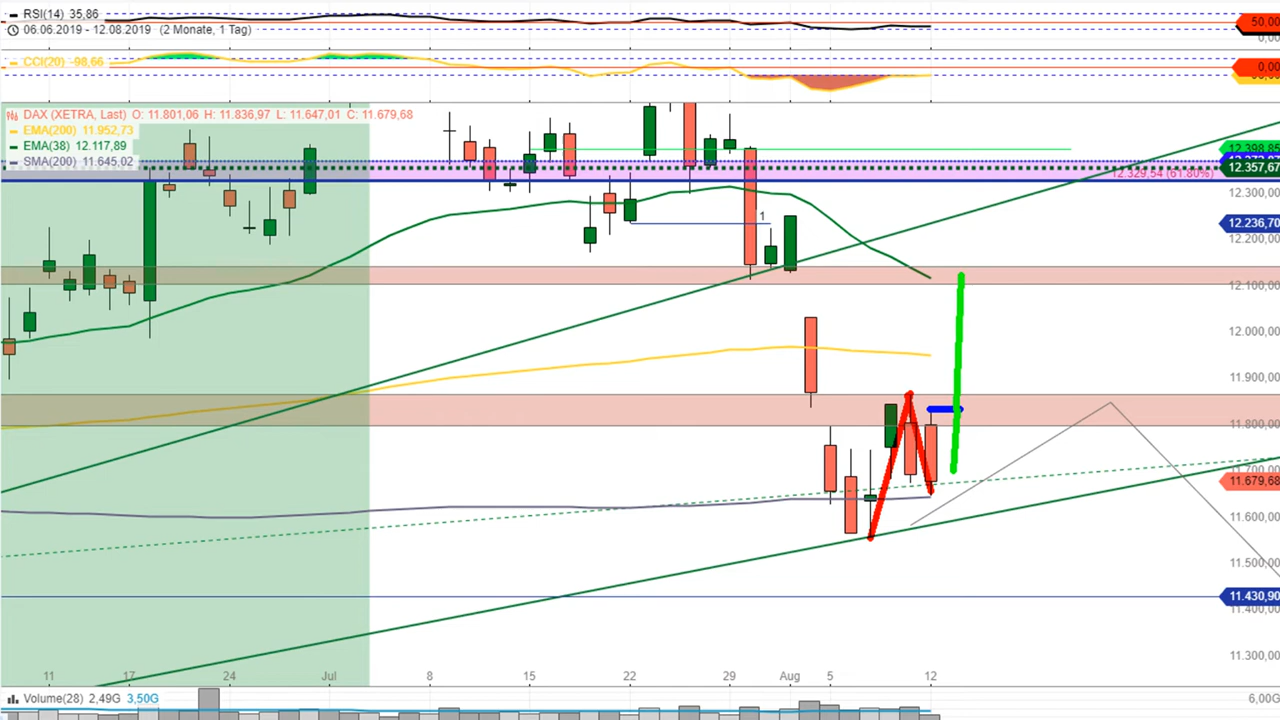 RSI(14) 35,86
50.00
06.06.2019 - 12.08.2019 (2 Monate, 1 Tag)
0,00
CCI(20) -98,66
0.00
DAX (XETRA, Last) O: 11.801,06 H: 11.836,97 L: 11.647,01 C: 11.679,68
EMA(200) 11.952,73
EMA(38) 12.117,89
SMA(200) 11.645,02
12.398,85
12.357,67
12.329,54 (61.80%)
12.300,00
1
12.236,70
12.200,00
12.100,00
12.000,00
11.900,00
11.800,00
11.700,00
11.679,68
11.600,00
11.500,00
11.430,90
11.400,00
11.300,00
11 17 24 Jul 8 15 22 29 Aug 5 12
Volume(28) 2,49G 3,50G
6,00G